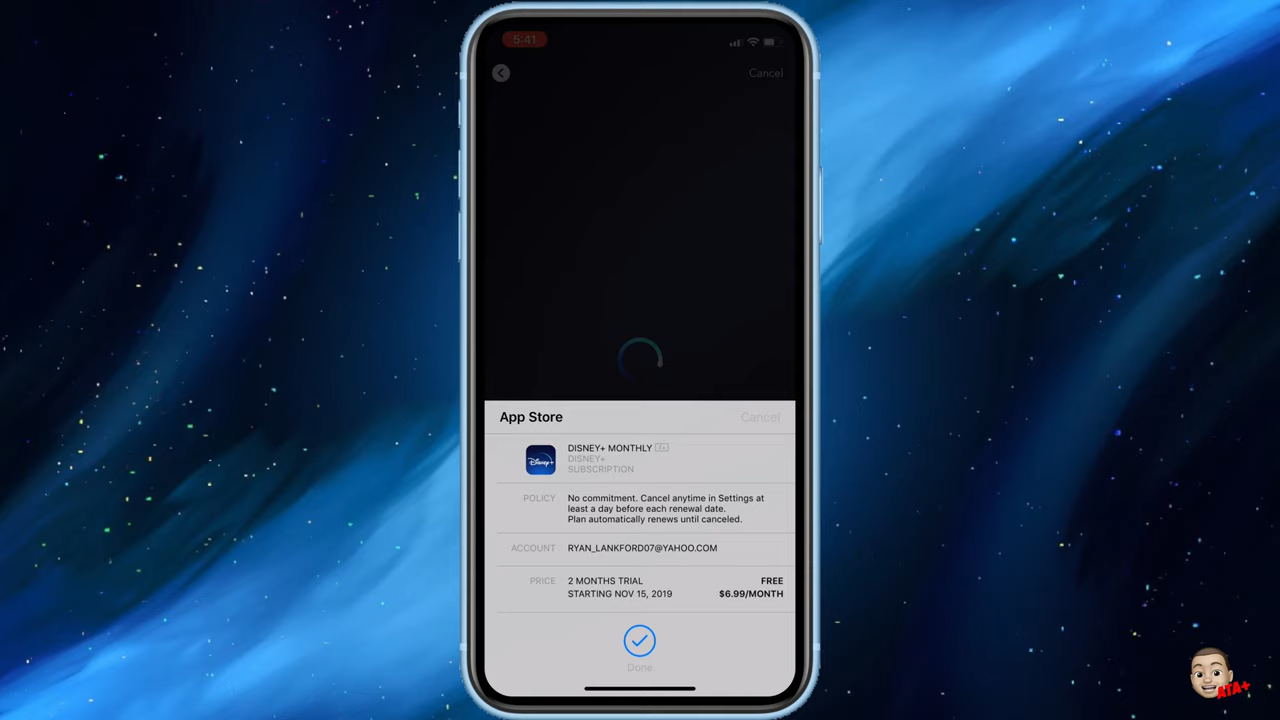 5:41
Cancel
App Store
Cancel
DISNEY+ MONTHLY
DISNEY+
SUBSCRIPTION
Disney+
POLICY
No commitment. Cancel anytime in Settings at
least a day before each renewal date.
Plan automatically renews until canceled.
ACCOUNT
RYAN_LANKFORD07@YAHOO.COM
PRICE
2 MONTHS TRIAL FREE
STARTING NOV 15, 2019 $6.99/MONTH
Done
ATA+